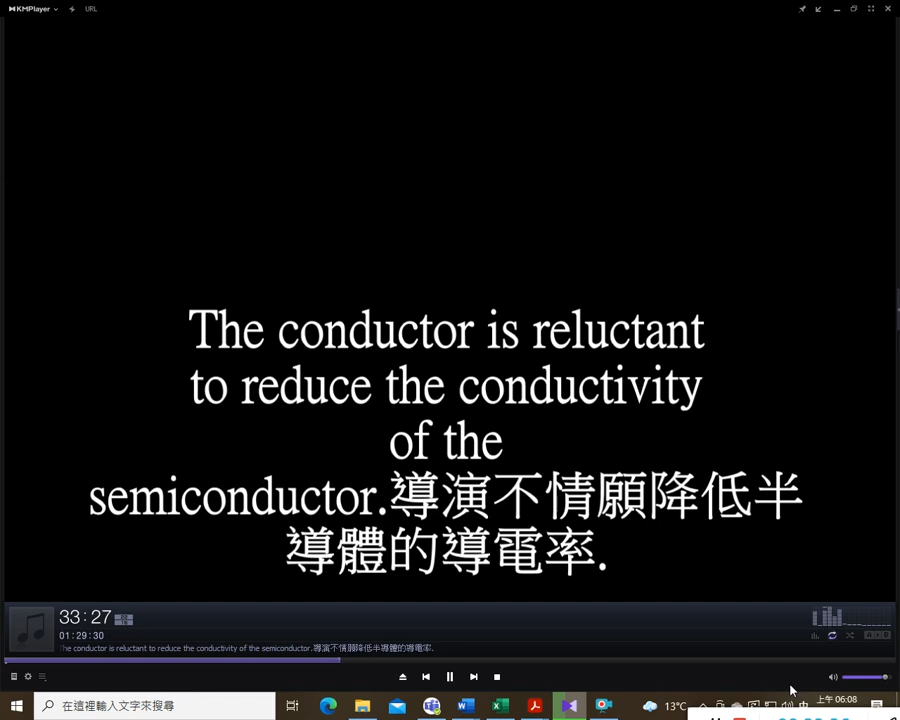 KMPlayer URL
The conductor is reluctant
to reduce the conductivity
of the
semiconductor.導演不情願降低半
導體的導電率.
33:27
01:29:30
The conductor is reluctant to reduce the conductivity of the semiconductor.導演不情願降低半導體的導電率.
在這裡輸入文字來搜尋
13°C
中
上午 06:08